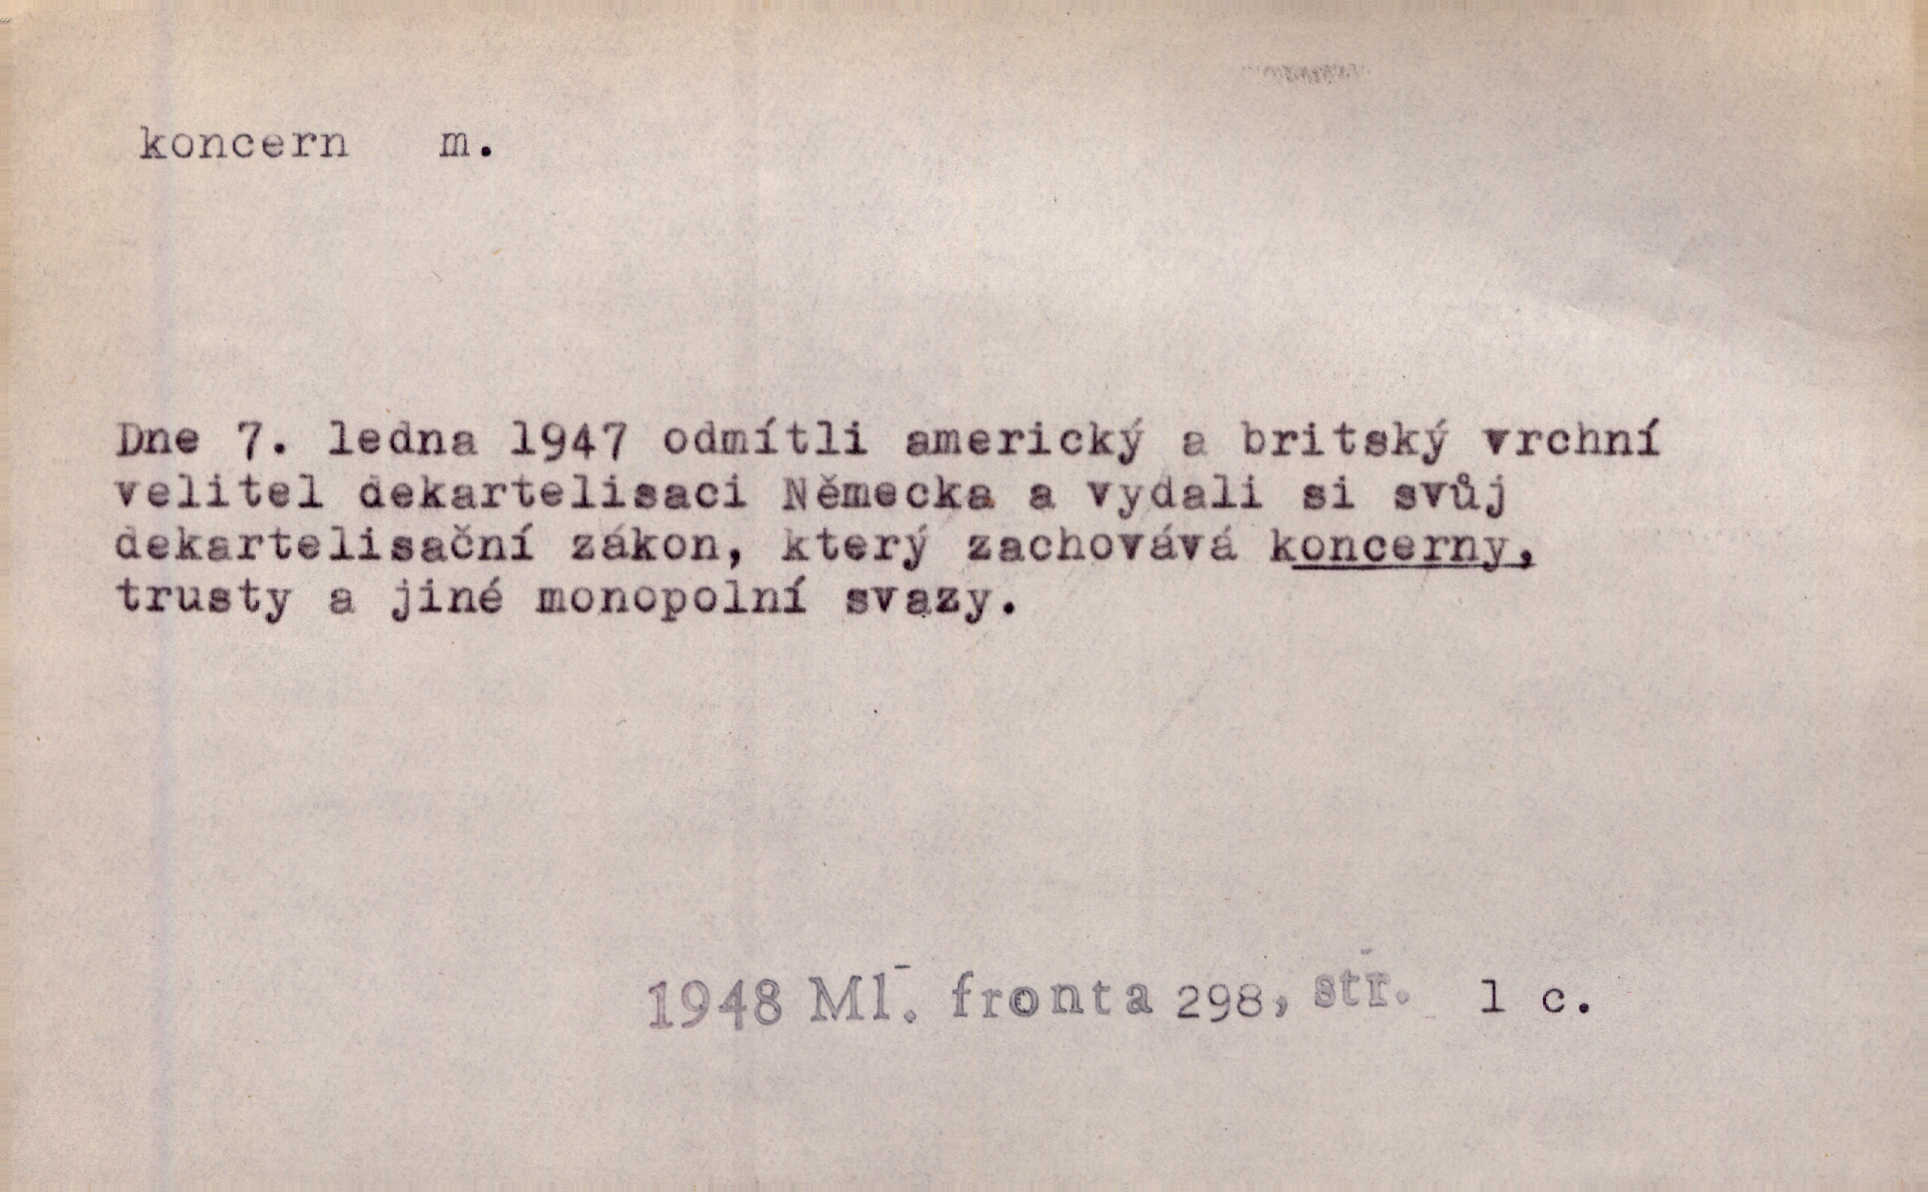 koncern m.
Dne 7. ledna 1947 odmítli americký a britský vrchní
velitel dekartelisaci Německa a vydali si svůj
dekartelisační zákon, který zachovává koncerny,
trusty a jiné monopolní svazy.
1948 Ml. fronta 298, str. 1 c.